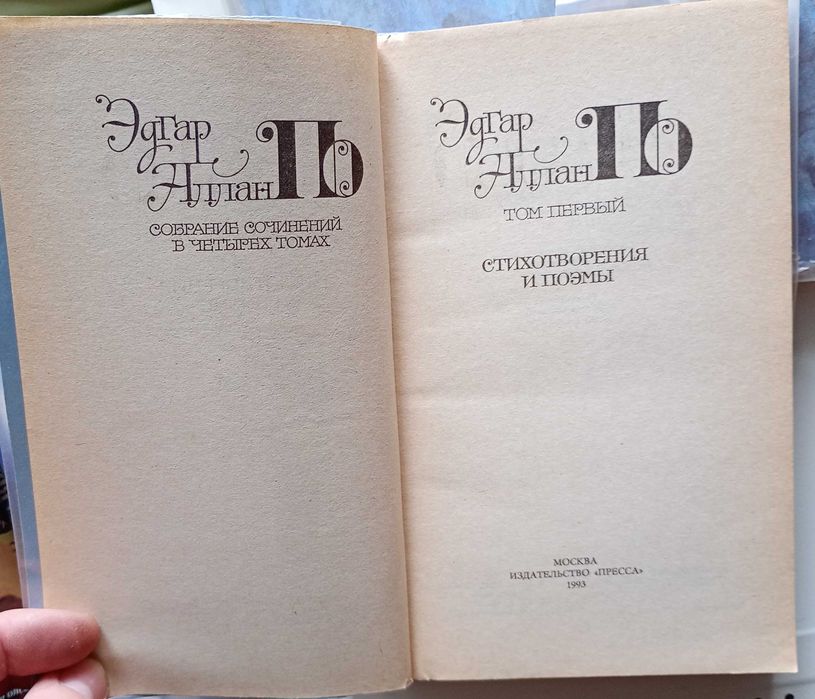 Эдгар
Аллан По
СОБРАНИЕ СОЧИНЕНИЙ
В ЧЕТЫРЕХ ТОМАХ
Эдгар
Аллан По
ТОМ ПЕРВЫЙ
СТИХОТВОРЕНИЯ
И ПОЭМЫ
МОСКВА
ИЗДАТЕЛЬСТВО «ПРЕССА»
1993